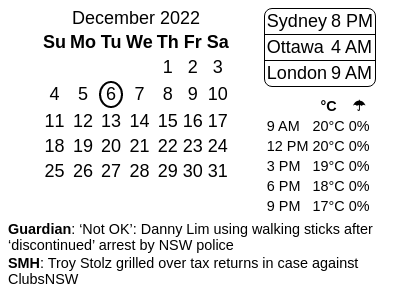 December 2022
Su Mo Tu We Th Fr Sa
1 2 3
4 5 6 7 8 9 10
11 12 13 14 15 16 17
18 19 20 21 22 23 24
25 26 27 28 29 30 31
Sydney 8 PM
Ottawa 4 AM
London 9 AM
°C ☂
9 AM 20°C 0%
12 PM 20°C 0%
3 PM 19°C 0%
6 PM 18°C 0%
9 PM 17°C 0%
Guardian: ‘Not OK’: Danny Lim using walking sticks after
‘discontinued’ arrest by NSW police
SMH: Troy Stolz grilled over tax returns in case against
ClubsNSW